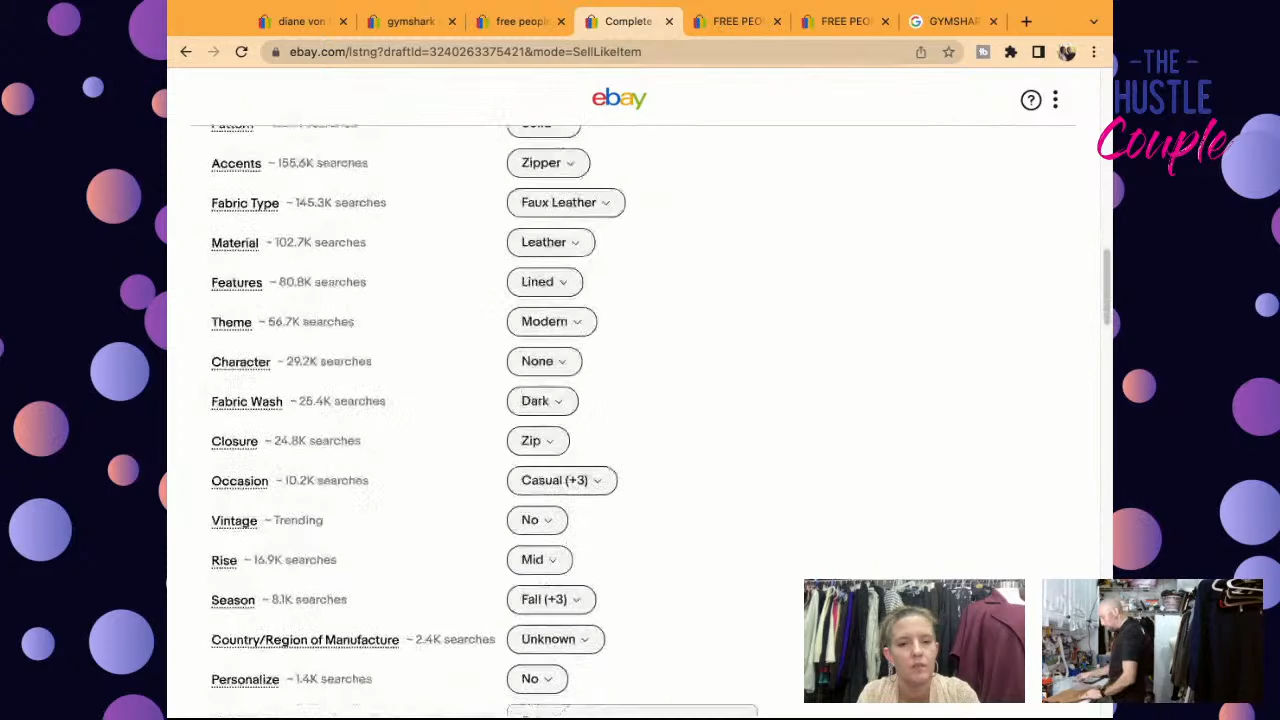 diane von
gymshark
free people
Complete
FREE PEO
FREE PEO
GYMSHAR
ebay.com/lstng?draftId=3240263375421&mode=SellLikeItem
ebay
THE
HUSTLE
Couple
Pattern
Solid
Accents ~ 155.6K searches Zipper
Fabric Type ~ 145.3K searches Faux Leather
Material ~ 102.7K searches Leather
Features ~ 80.8K searches Lined
Theme ~ 56.7K searches Modern
Character ~ 29.2K searches None
Fabric Wash ~ 25.4K searches Dark
Closure ~ 24.8K searches Zip
Occasion ~ 10.2K searches Casual (+3)
Vintage ~ Trending No
Rise ~ 16.9K searches Mid
Season ~ 8.1K searches Fall (+3)
Country/Region of Manufacture ~ 2.4K searches Unknown
Personalize ~ 1.4K searches No